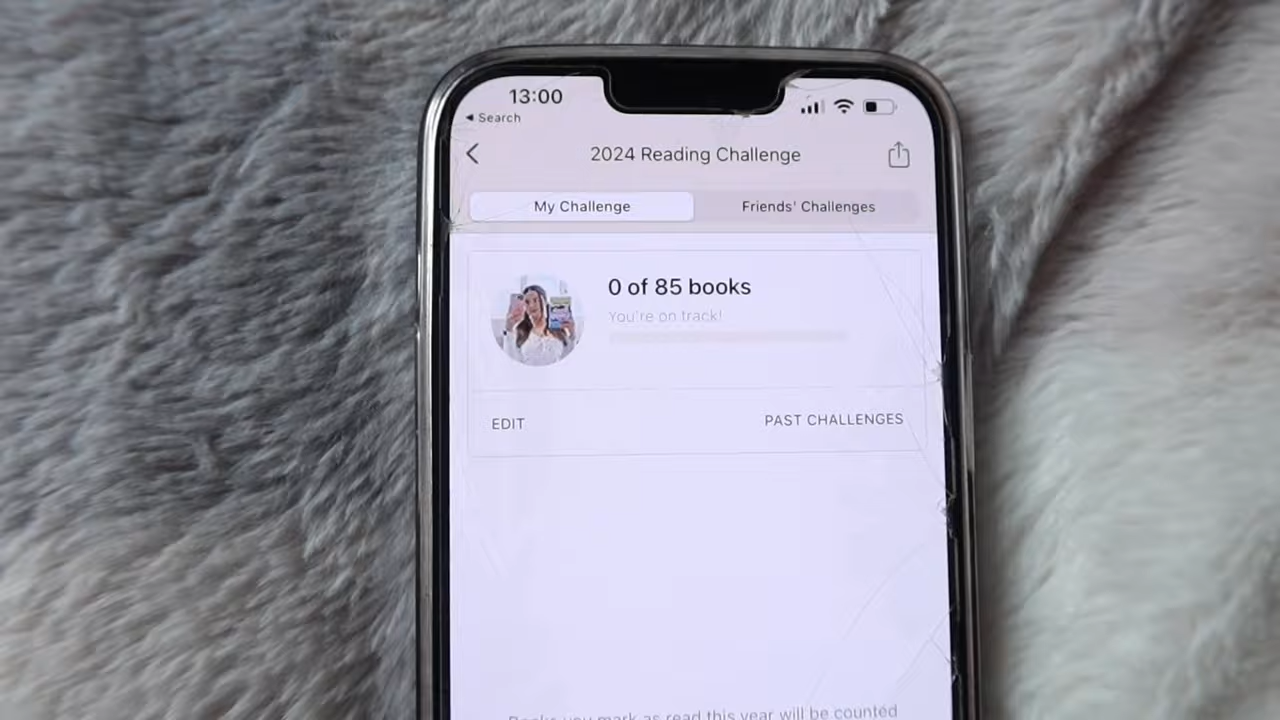 13:00
Search
2024 Reading Challenge
My Challenge
Friends' Challenges
0 of 85 books
You're on track!
EDIT
PAST CHALLENGES
Books you mark as read this year will be counted